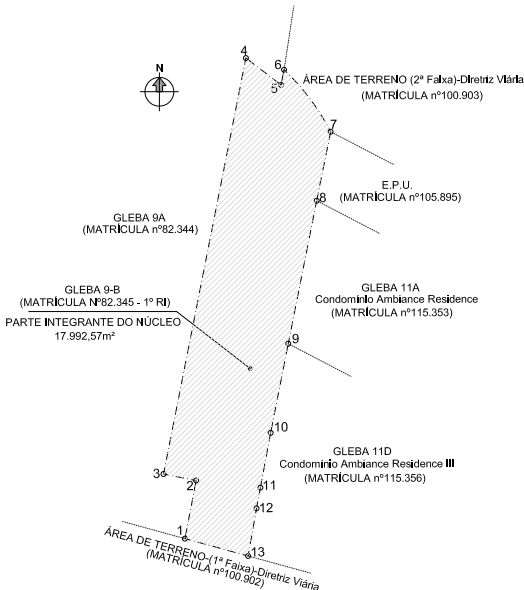 4
N
6
5
ÁREA DE TERRENO (2ª Faixa)-Diretriz Viária
(MATRÍCULA nº100.903)
7
E.P.U.
(MATRÍCULA nº105.895)
8
GLEBA 9A
(MATRÍCULA nº82.344)
GLEBA 9-B
(MATRÍCULA Nº82.345 - 1º RI)
PARTE INTEGRANTE DO NÚCLEO
17.992,57m²
GLEBA 11A
Condomínio Ambiance Residence
(MATRÍCULA nº115.353)
9
10
GLEBA 11D
Condomínio Ambiance Residence III
(MATRÍCULA nº115.356)
3
2
11
12
1
13
ÁREA DE TERRENO-(1ª Faixa)-Diretriz Viária
(MATRÍCULA nº100.902)